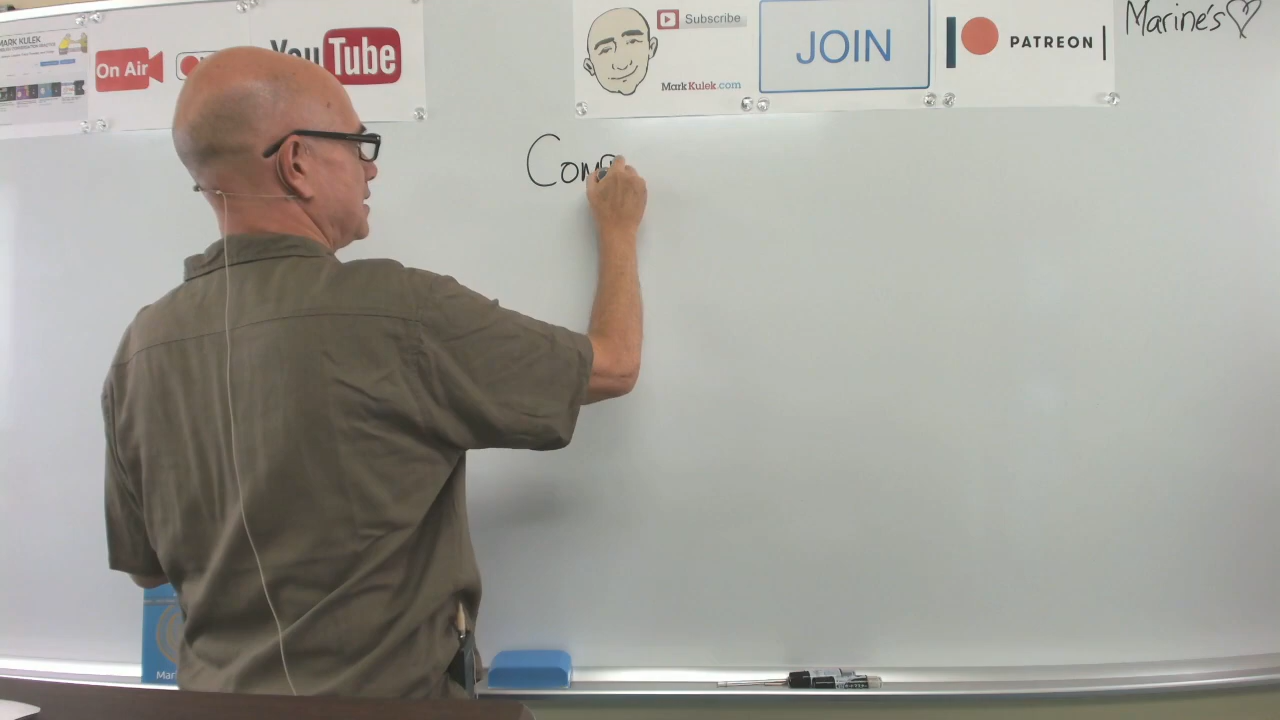 MARK KULEK
On Air
YouTube
Subscribe
MarkKulek.com
JOIN
PATREON
Marine's♡
Com